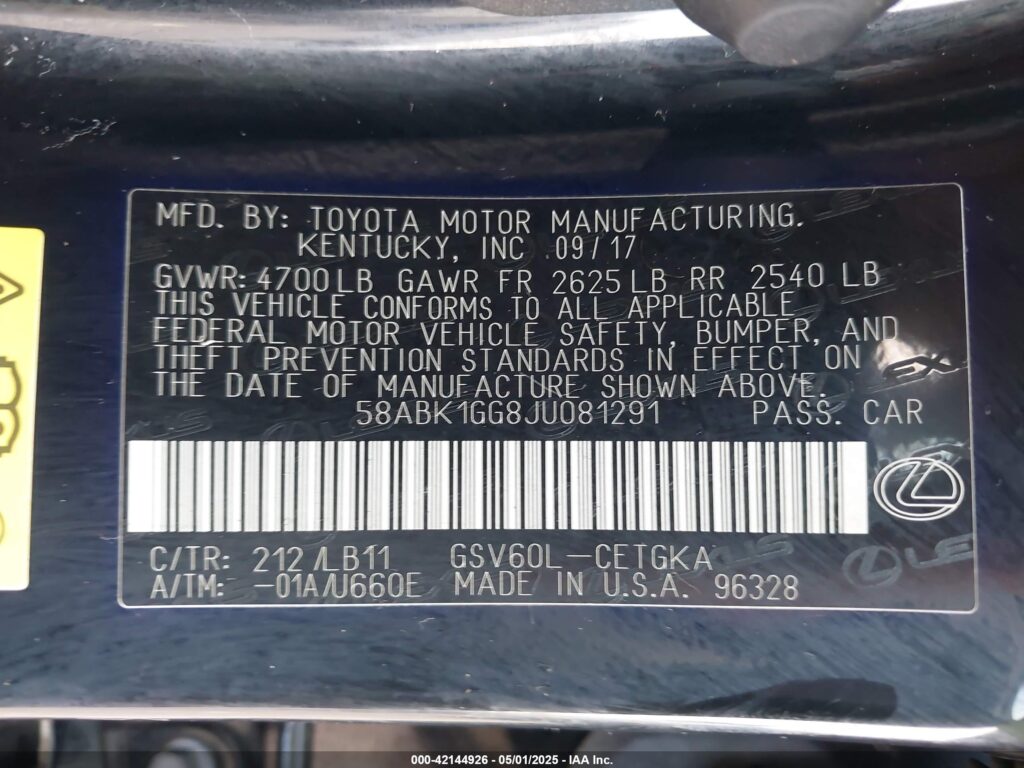 MFD. BY: TOYOTA MOTOR MANUFACTURING.
KENTUCKY, INC 09/17
GVWR: 4700LB GAWR FR 2625LB RR 2540 LB
THIS VEHICLE CONFORMS TO ALL APPLICABLE
FEDERAL MOTOR VEHICLE SAFETY, BUMPER, AND
THEFT PREVENTION STANDARDS IN EFFECT ON
THE DATE OF MANUFACTURE SHOWN ABOVE.
58ABK1GG8JU081291 PASS. CAR
C/TR: 212/LB11 GSV60L-CETGKA
A/TM: -01A/U660E MADE IN U.S.A. 96328
000-42144926 - 05/01/2025 - IAA Inc.